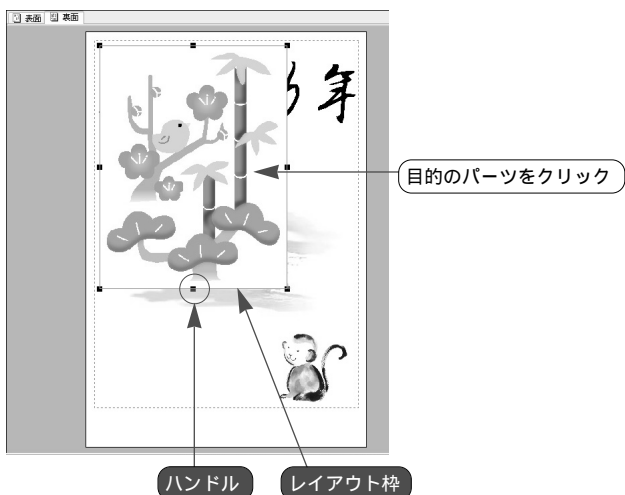 表面 裏面
年
目的のパーツをクリック
ハンドル レイアウト枠